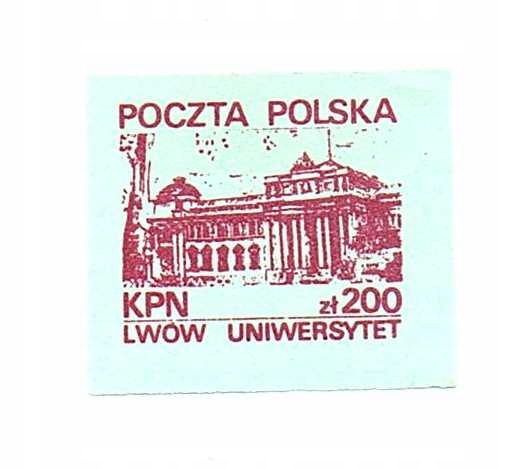 POCZTA POLSKA
KPN zł 200
LWÓW UNIWERSYTET